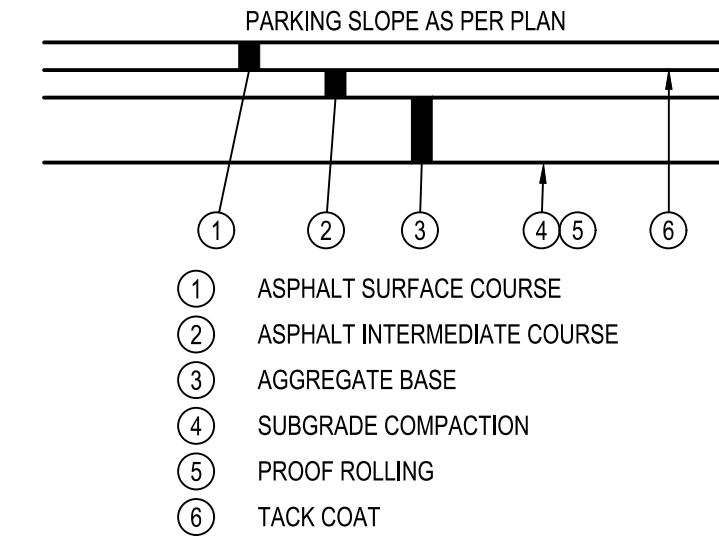 PARKING SLOPE AS PER PLAN
1 2 3 4 5 6
1 ASPHALT SURFACE COURSE
2 ASPHALT INTERMEDIATE COURSE
3 AGGREGATE BASE
4 SUBGRADE COMPACTION
5 PROOF ROLLING
6 TACK COAT